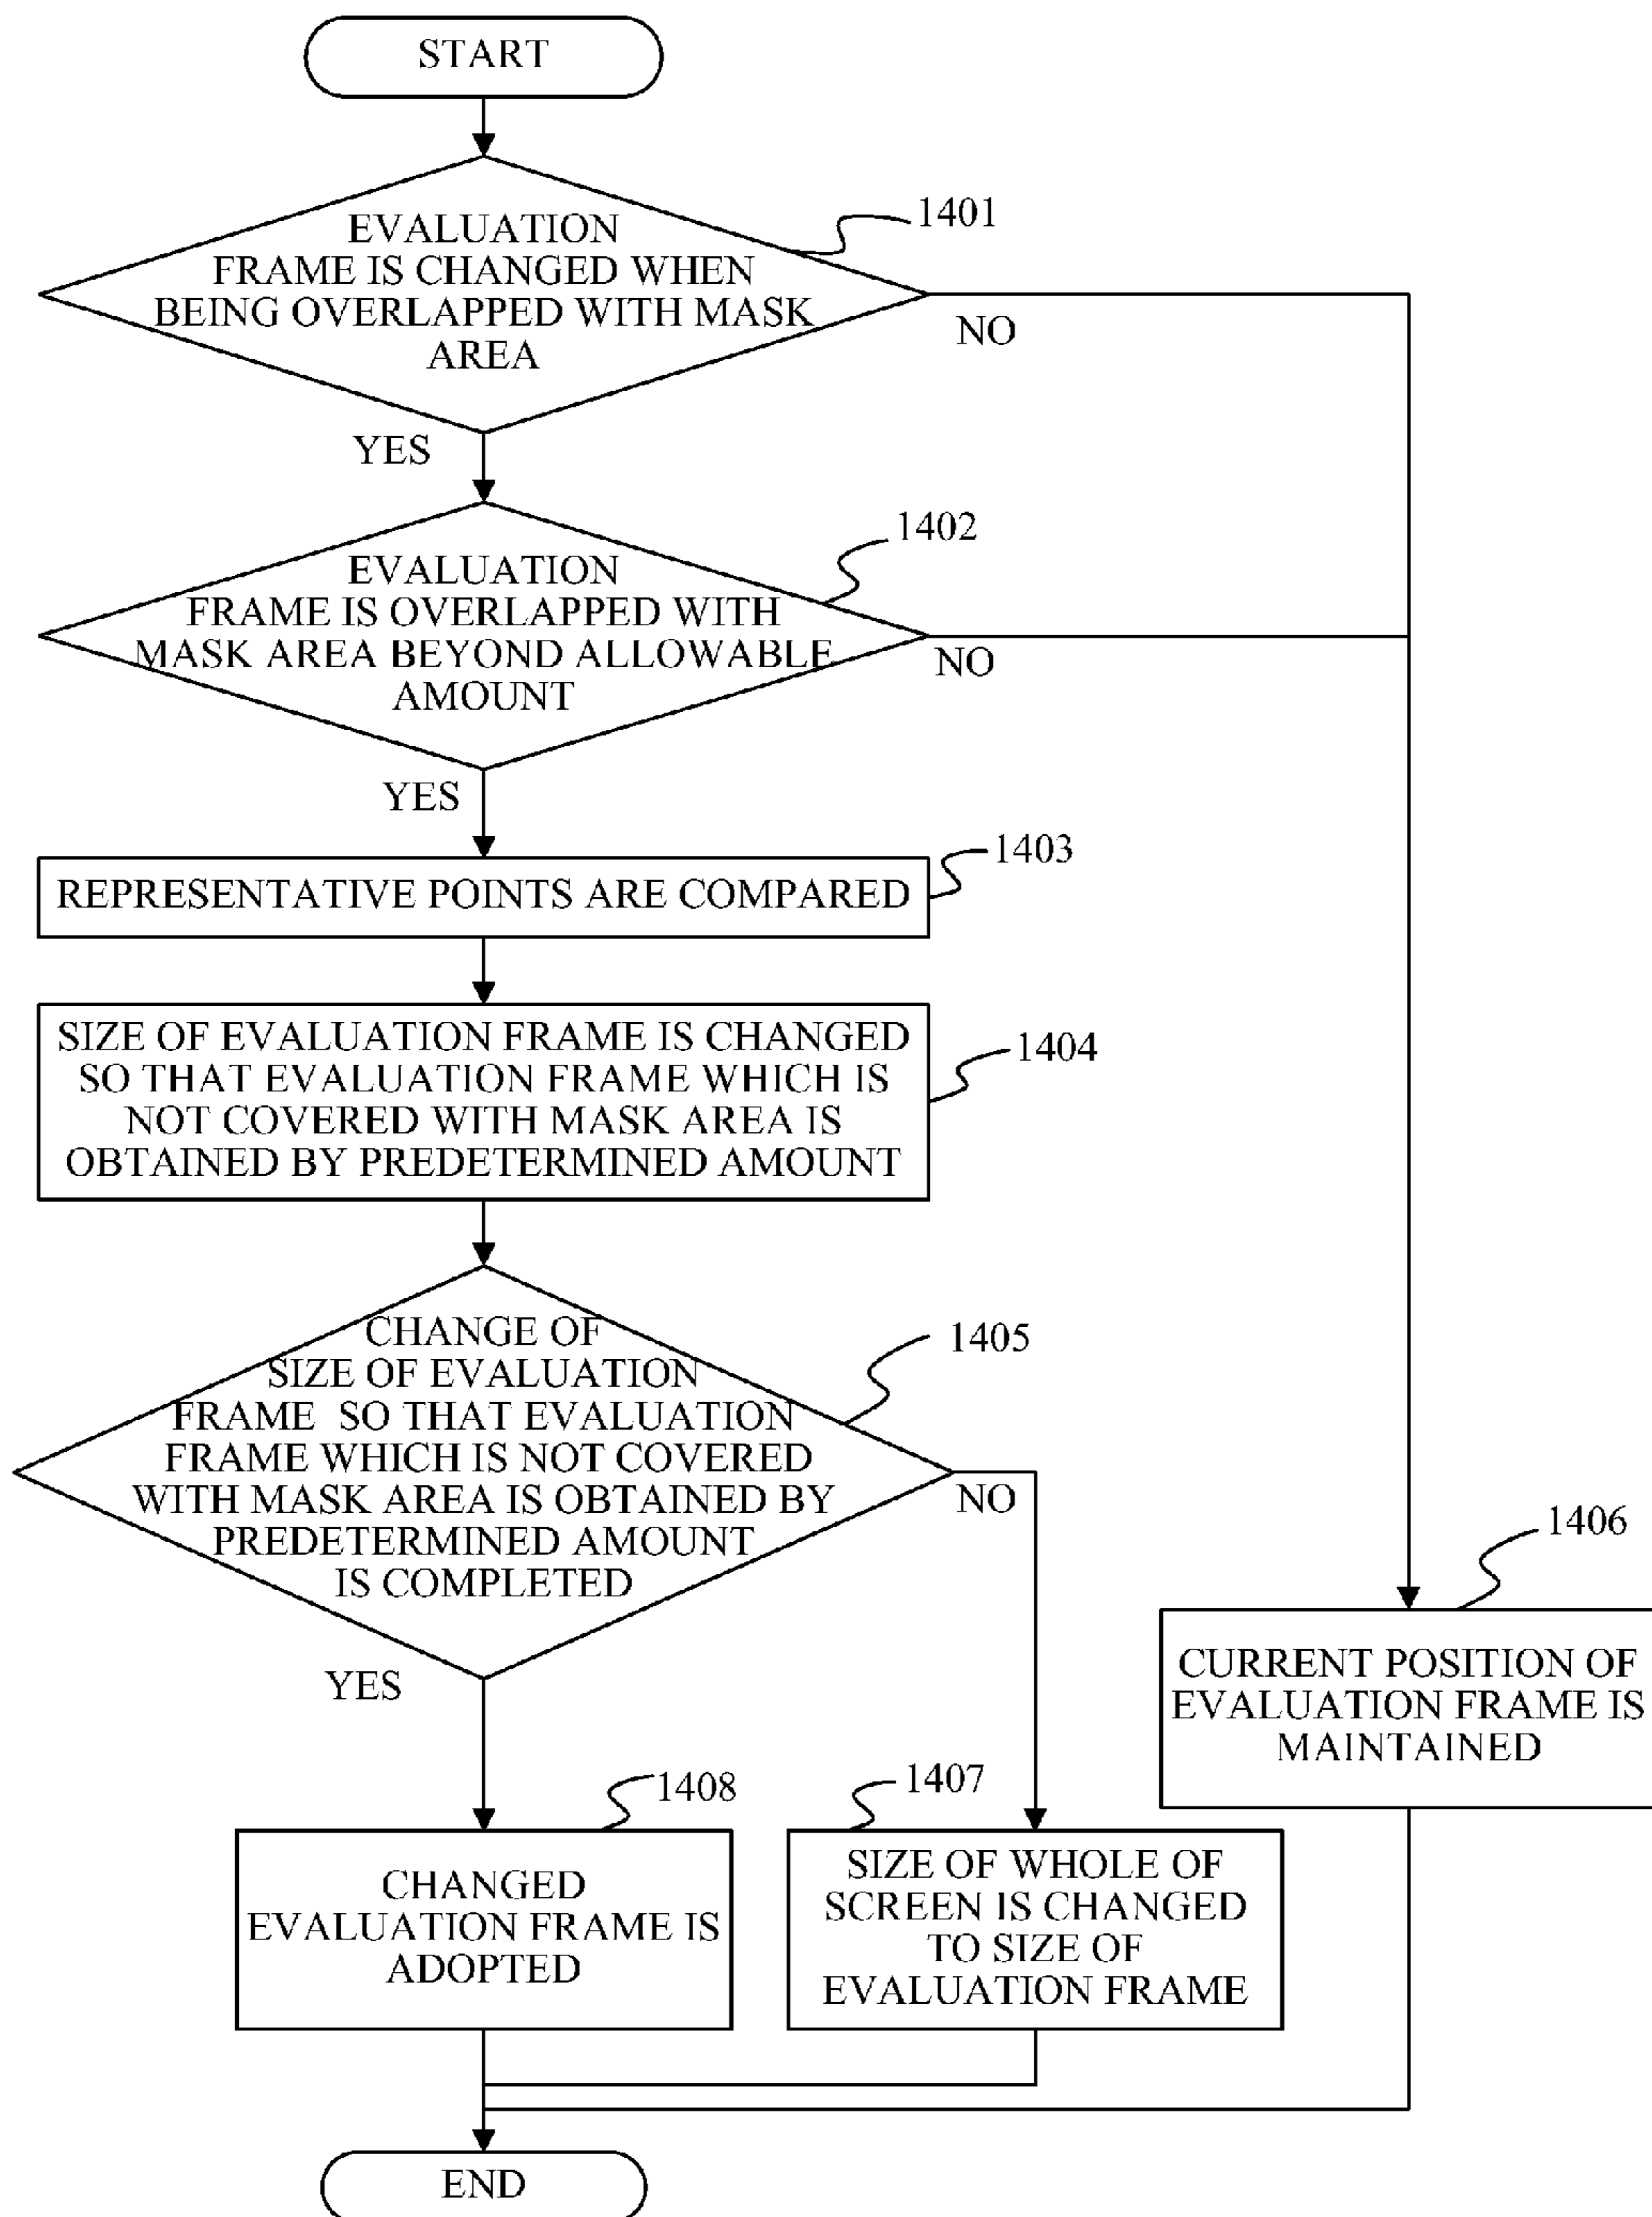 START
EVALUATION
FRAME IS CHANGED WHEN
BEING OVERLAPPED WITH MASK
AREA
1401
NO
YES
EVALUATION
FRAME IS OVERLAPPED WITH
MASK AREA BEYOND ALLOWABLE
AMOUNT
1402
NO
YES
REPRESENTATIVE POINTS ARE COMPARED
1403
SIZE OF EVALUATION FRAME IS CHANGED
SO THAT EVALUATION FRAME WHICH IS
NOT COVERED WITH MASK AREA IS
OBTAINED BY PREDETERMINED AMOUNT
1404
CHANGE OF
SIZE OF EVALUATION
FRAME SO THAT EVALUATION
FRAME WHICH IS NOT COVERED
WITH MASK AREA IS OBTAINED BY
PREDETERMINED AMOUNT
IS COMPLETED
1405
NO
YES
1406
CURRENT POSITION OF
EVALUATION FRAME IS
MAINTAINED
1408
CHANGED
EVALUATION FRAME IS
ADOPTED
1407
SIZE OF WHOLE OF
SCREEN IS CHANGED
TO SIZE OF
EVALUATION FRAME
END